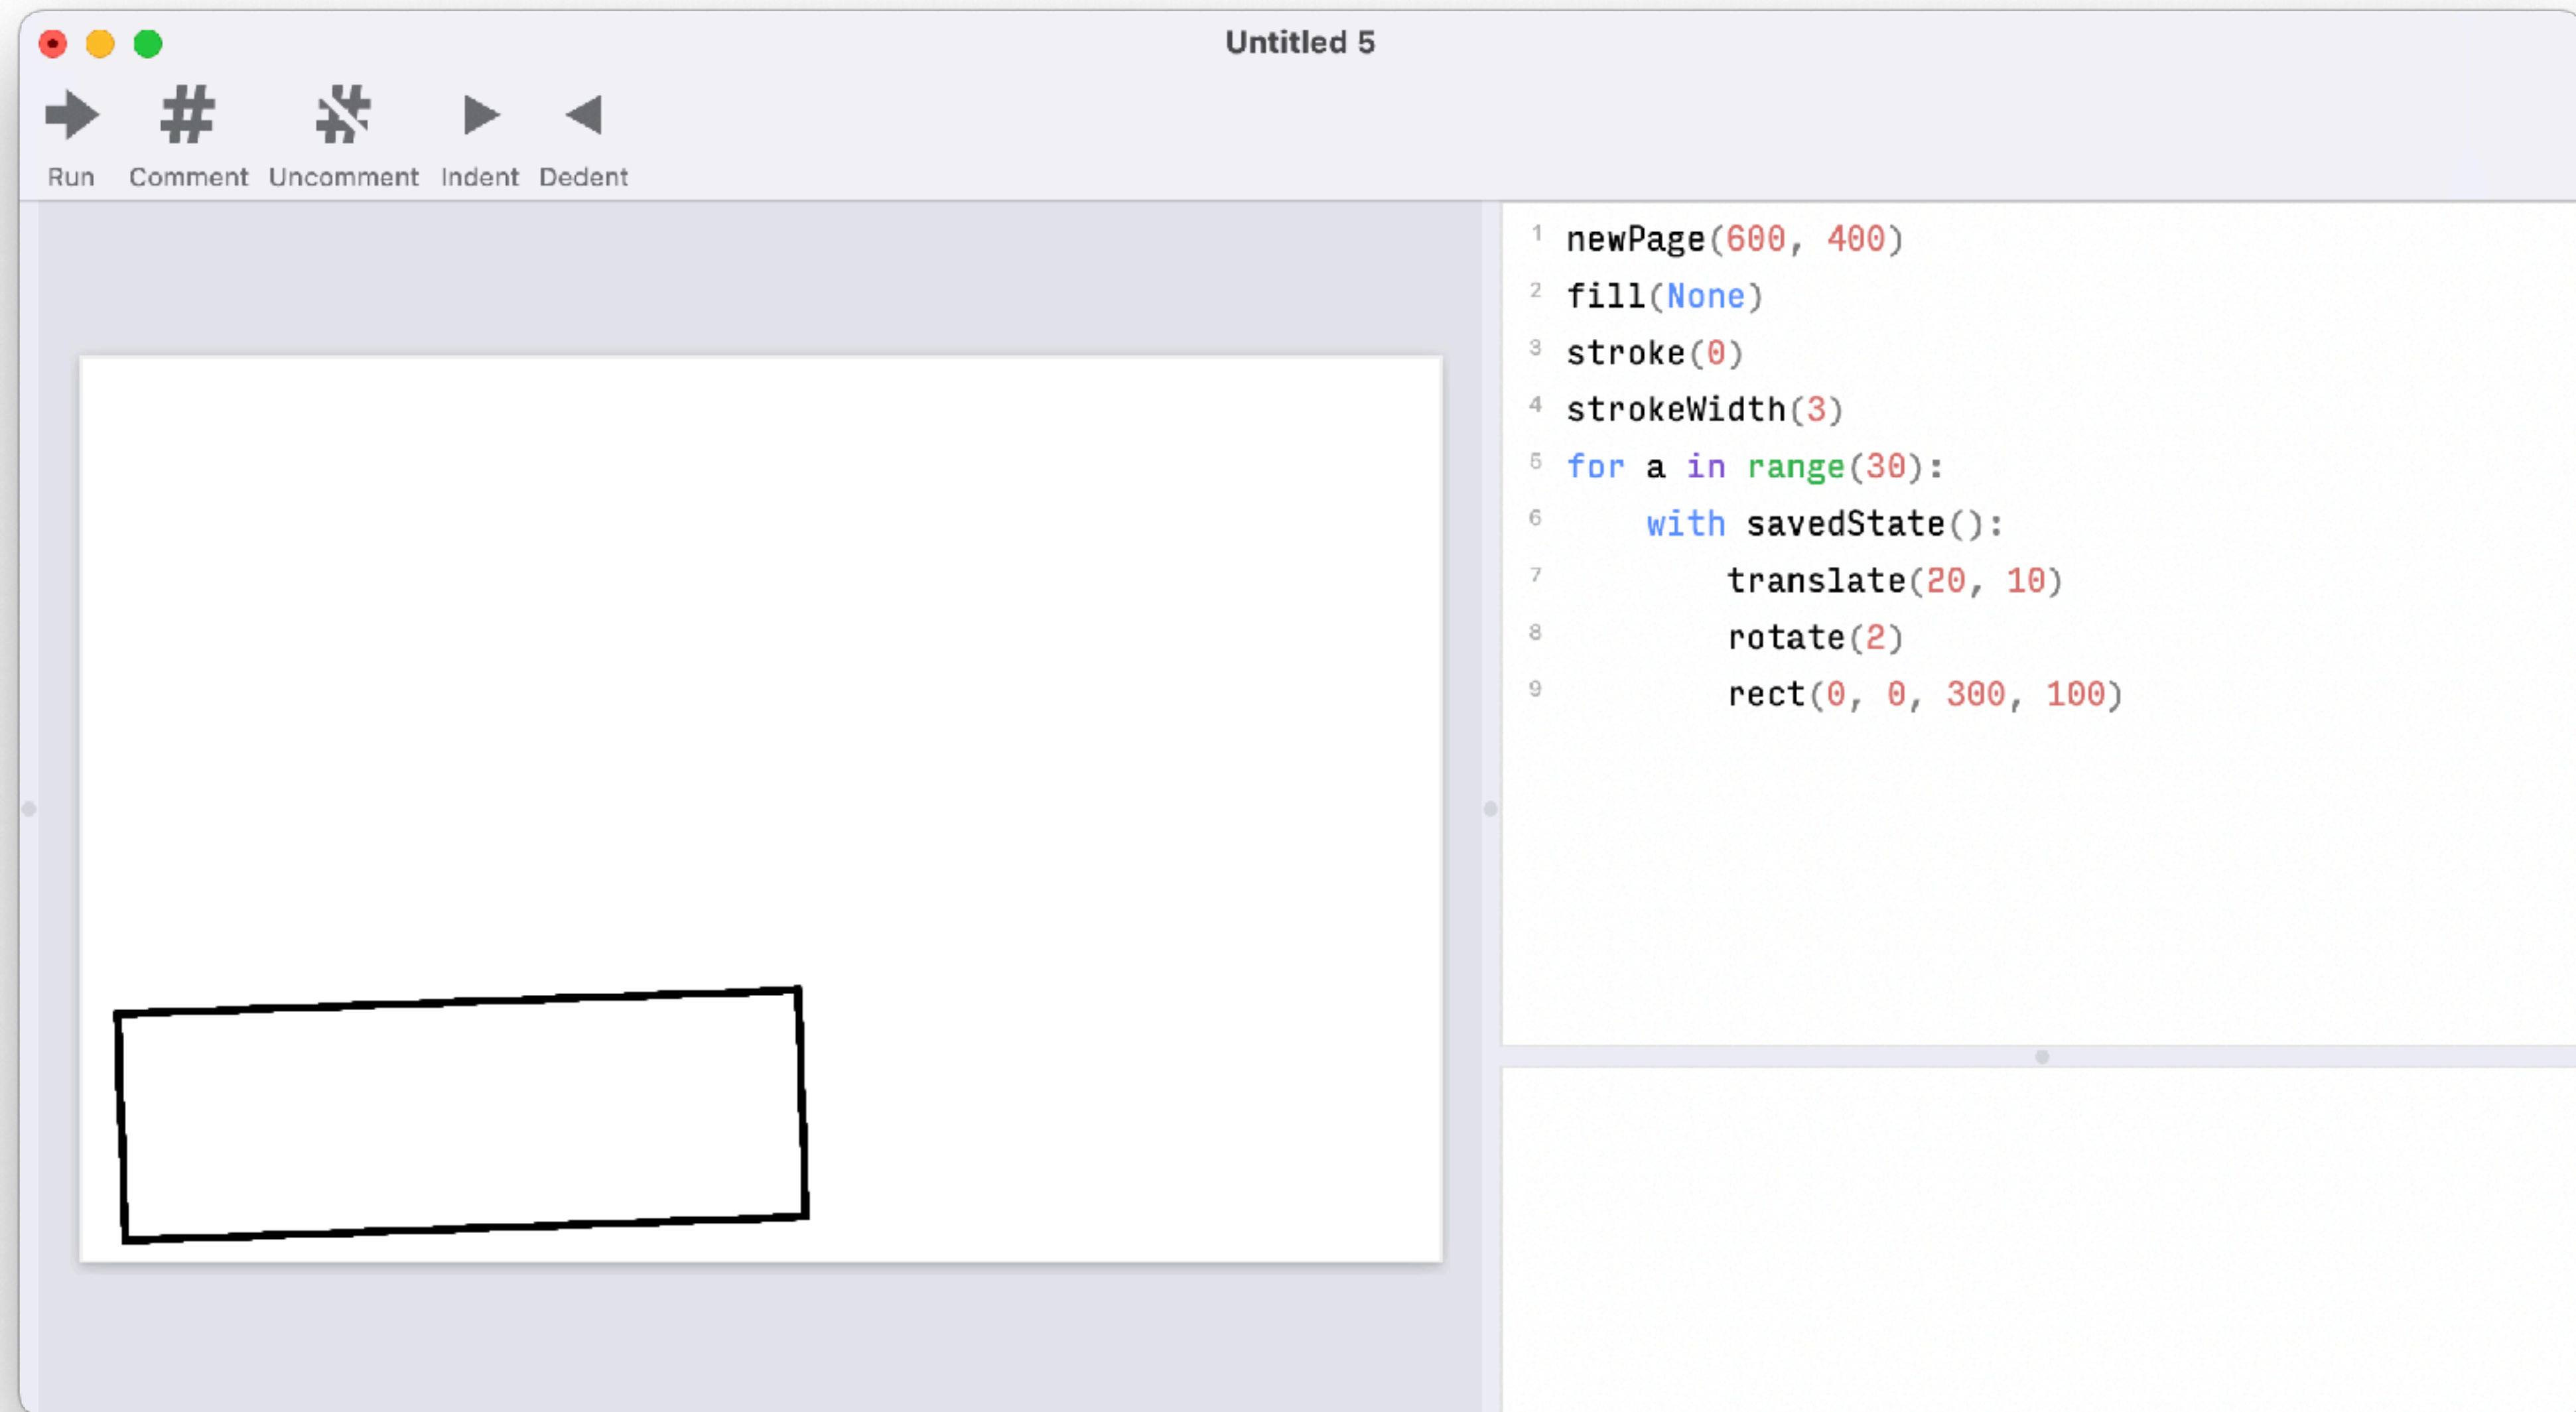 Untitled 5
Run Comment Uncomment Indent Dedent
1 newPage(600, 400)
2 fill(None)
3 stroke(0)
4 strokeWidth(3)
5 for a in range(30):
6     with savedState():
7         translate(20, 10)
8         rotate(2)
9         rect(0, 0, 300, 100)